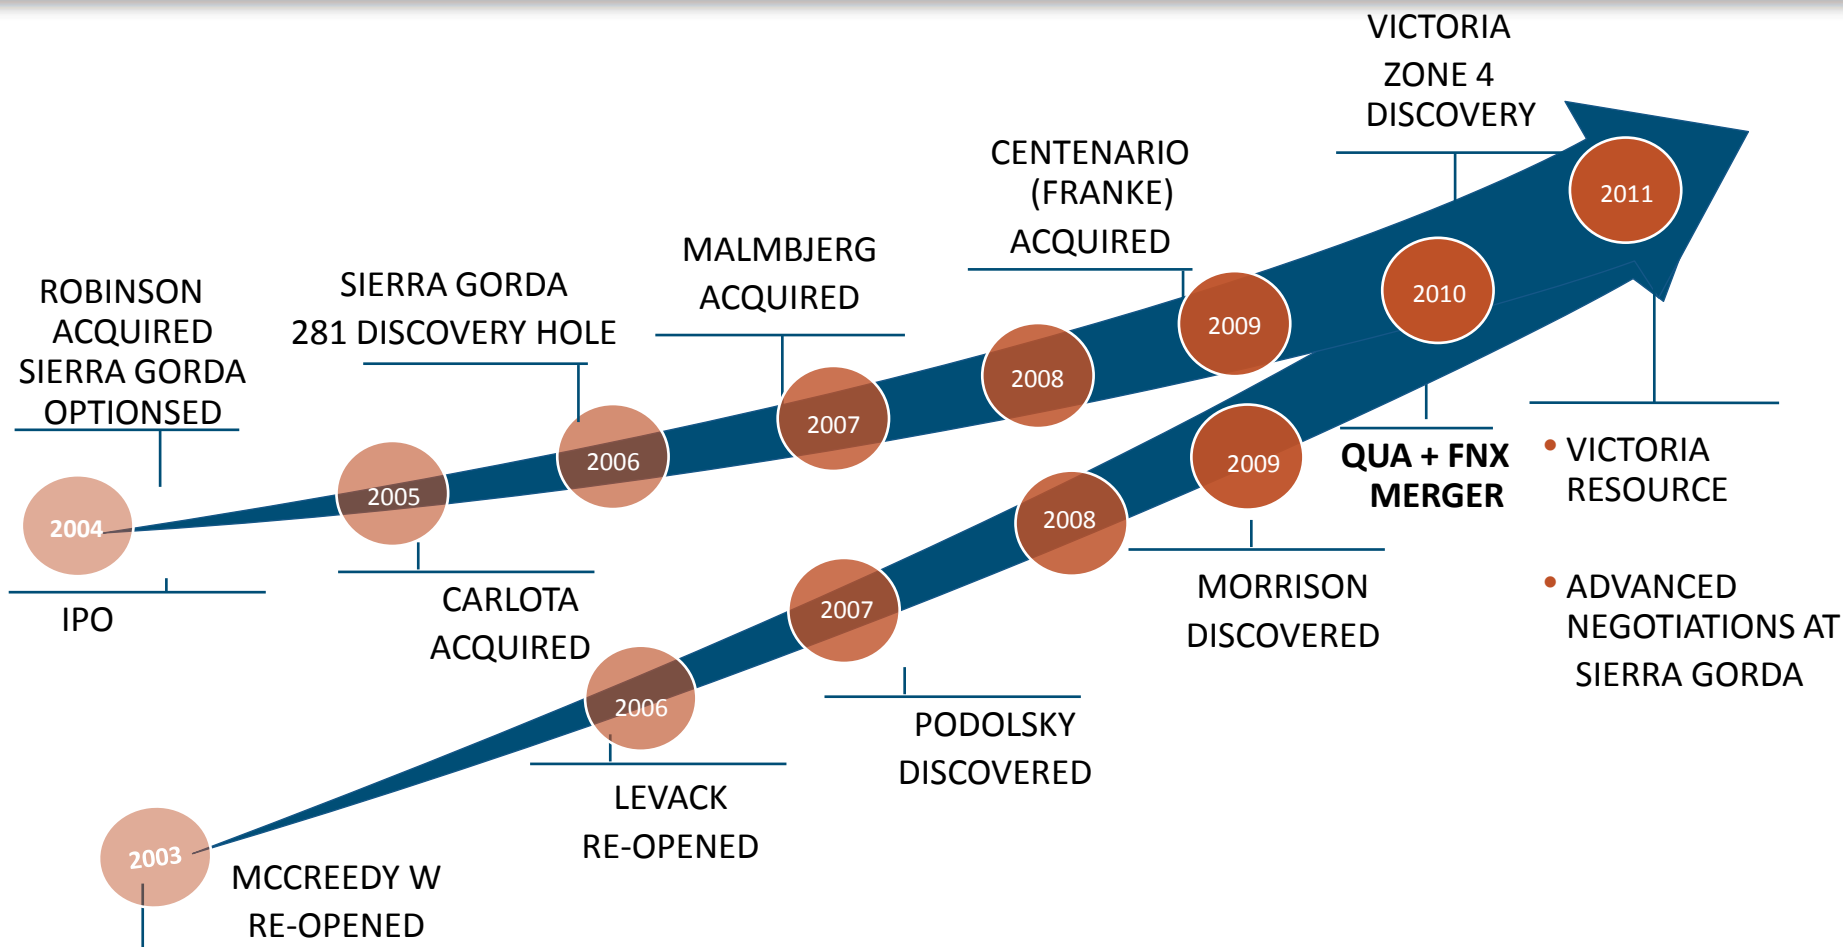 VICTORIA
ZONE 4
DISCOVERY
CENTENARIO
(FRANKE)
ACQUIRED
MALMBJERG
ACQUIRED
SIERRA GORDA
281 DISCOVERY HOLE
ROBINSON
ACQUIRED
SIERRA GORDA
OPTIONSED
2004
2005
2006
2007
2008
2009
2010
2011
IPO
CARLOTA
ACQUIRED
2003
2006
2007
2008
2009
MCCREEDY W
RE-OPENED
LEVACK
RE-OPENED
PODOLSKY
DISCOVERED
MORRISON
DISCOVERED
QUA + FNX
MERGER
• VICTORIA
RESOURCE
• ADVANCED
NEGOTIATIONS AT
SIERRA GORDA